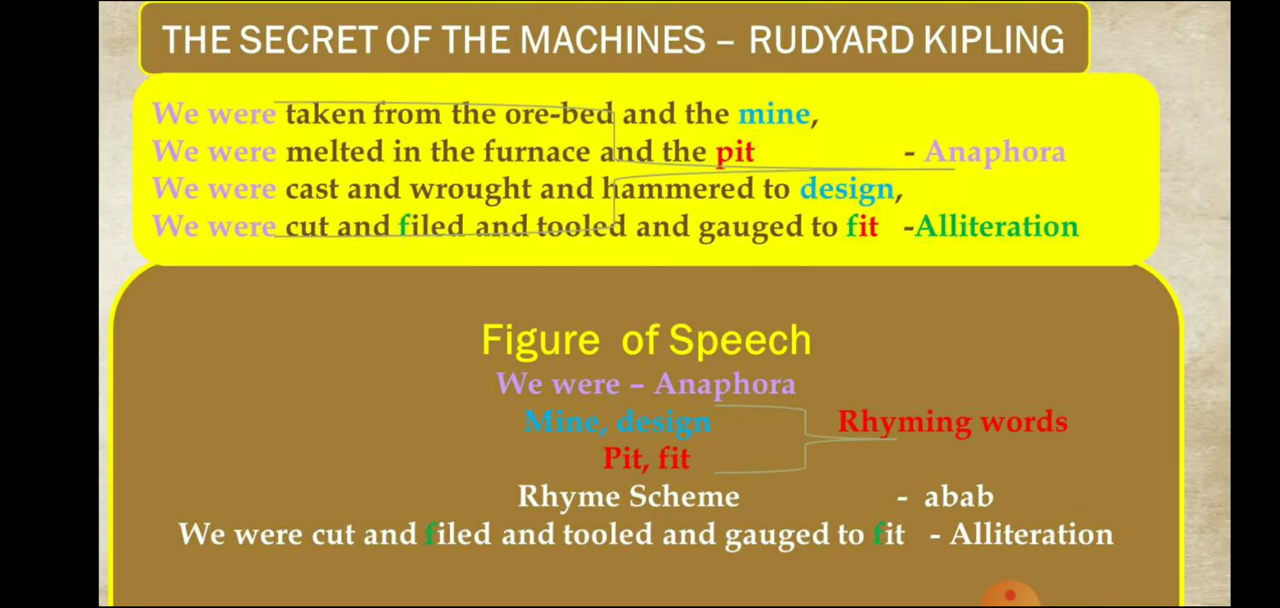 THE SECRET OF THE MACHINES – RUDYARD KIPLING
We were taken from the ore-bed and the mine,
We were melted in the furnace and the pit - Anaphora
We were cast and wrought and hammered to design,
We were cut and filed and tooled and gauged to fit -Alliteration
Figure of Speech
We were – Anaphora
Mine, design Rhyming words
Pit, fit
Rhyme Scheme - abab
We were cut and filed and tooled and gauged to fit - Alliteration